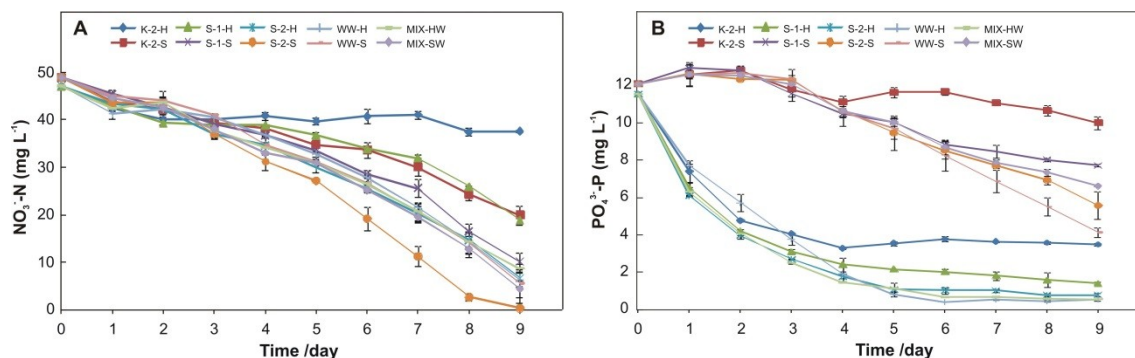 A
K-2-H S-1-H S-2-H WW-H MIX-HW
K-2-S S-1-S S-2-S WW-S MIX-SW
NO₃⁻-N (mg L⁻¹)
50
40
30
20
10
0
0 1 2 3 4 5 6 7 8 9
Time /day
B
K-2-H S-1-H S-2-H WW-H MIX-HW
K-2-S S-1-S S-2-S WW-S MIX-SW
PO₄³⁻-P (mg L⁻¹)
12
10
8
6
4
2
0
0 1 2 3 4 5 6 7 8 9
Time /day